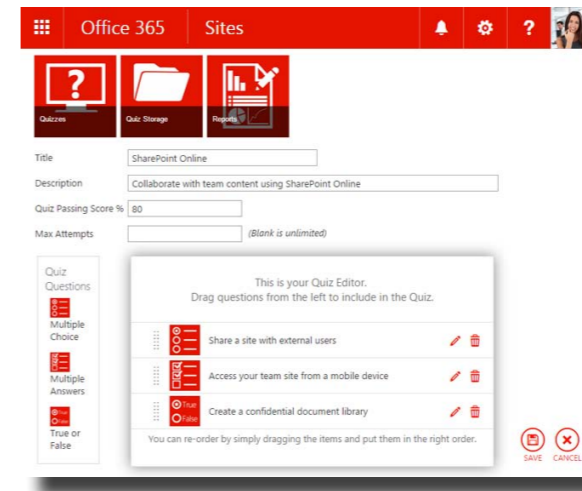 Office 365 Sites ?
?
Quizzes Quiz Storage Reports
Title SharePoint Online
Description Collaborate with team content using SharePoint Online
Quiz Passing Score % 80
Max Attempts (Blank is unlimited)
Quiz
Questions
Multiple
Choice
Multiple
Answers
True
False
True or
False
This is your Quiz Editor.
Drag questions from the left to include in the Quiz.
Share a site with external users
Access your team site from a mobile device
True
False
Create a confidential document library
You can re-order by simply dragging the items and put them in the right order.
SAVE CANCEL